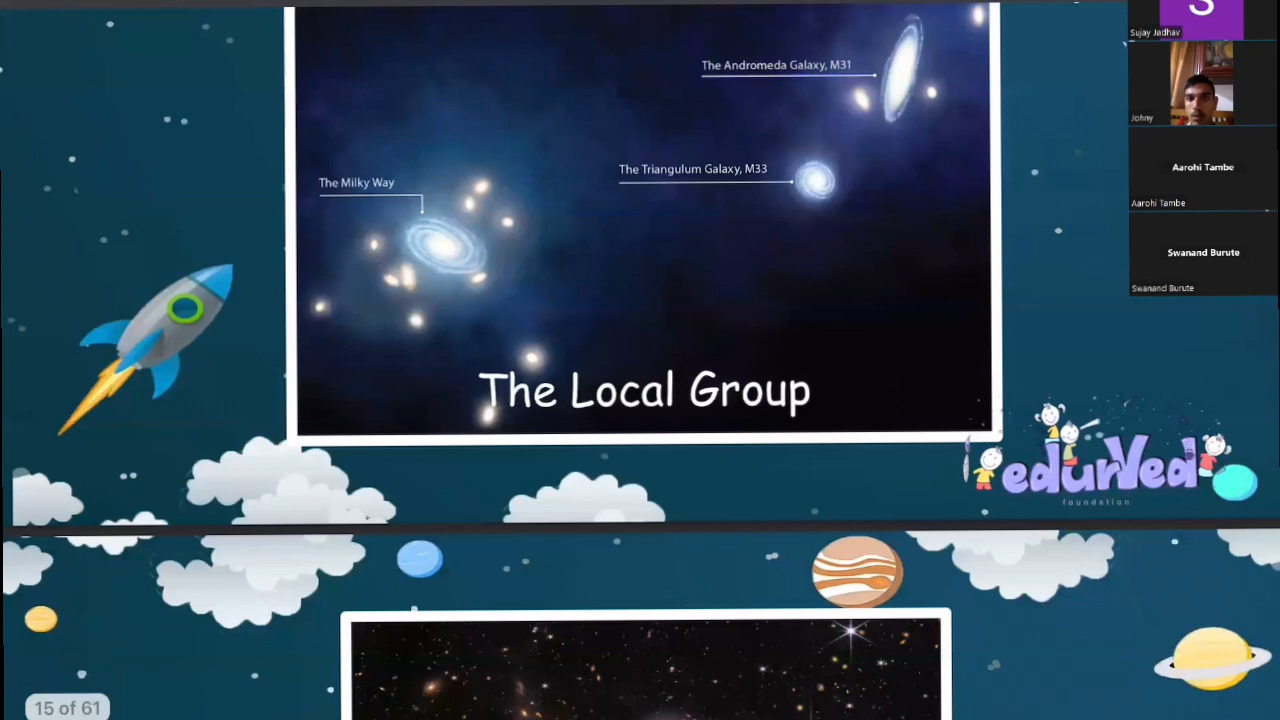 S
Sujay Jadhav
The Andromeda Galaxy, M31
Johny
The Triangulum Galaxy, M33
Aarohi Tambe
The Milky Way
Aarohi Tambe
Swanand Burute
Swanand Burute
The Local Group
edurved
foundation
15 of 61